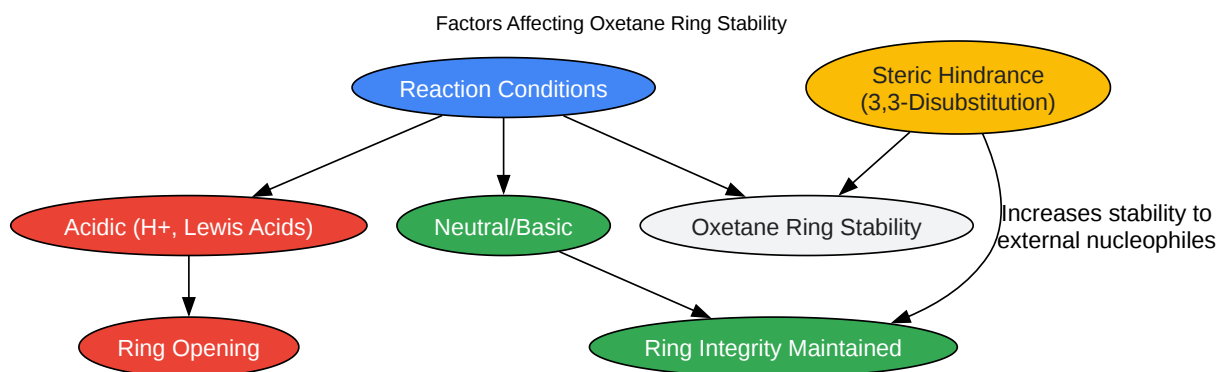 Factors Affecting Oxetane Ring Stability
Reaction Conditions
Steric Hindrance
(3,3-Disubstitution)
Acidic (H+, Lewis Acids)
Neutral/Basic
Oxetane Ring Stability
Increases stability to
external nucleophiles
Ring Opening
Ring Integrity Maintained